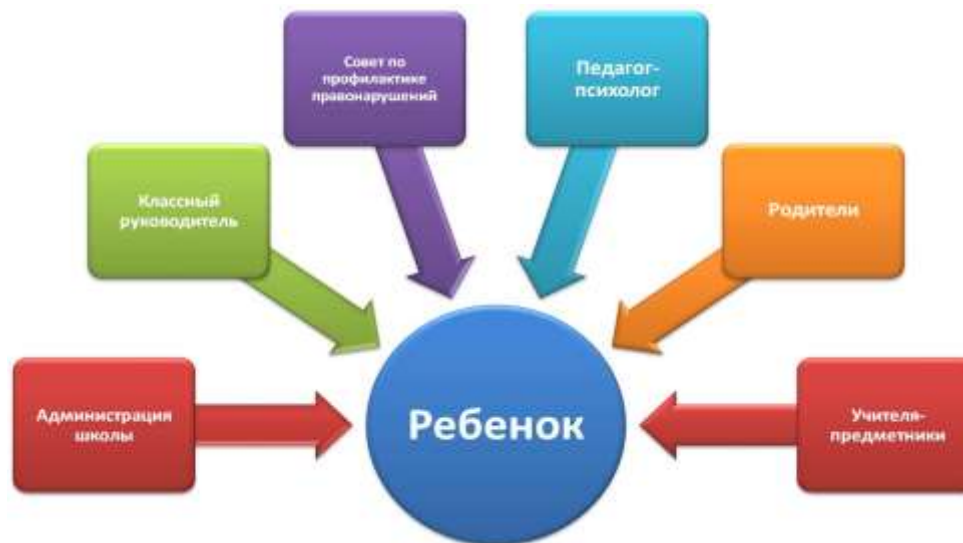 Совет по
профилактике
правонарушений
Педагог-
психолог
Классный
руководитель
Родители
Администрация
школы
Ребенок
Учителя-
предметники